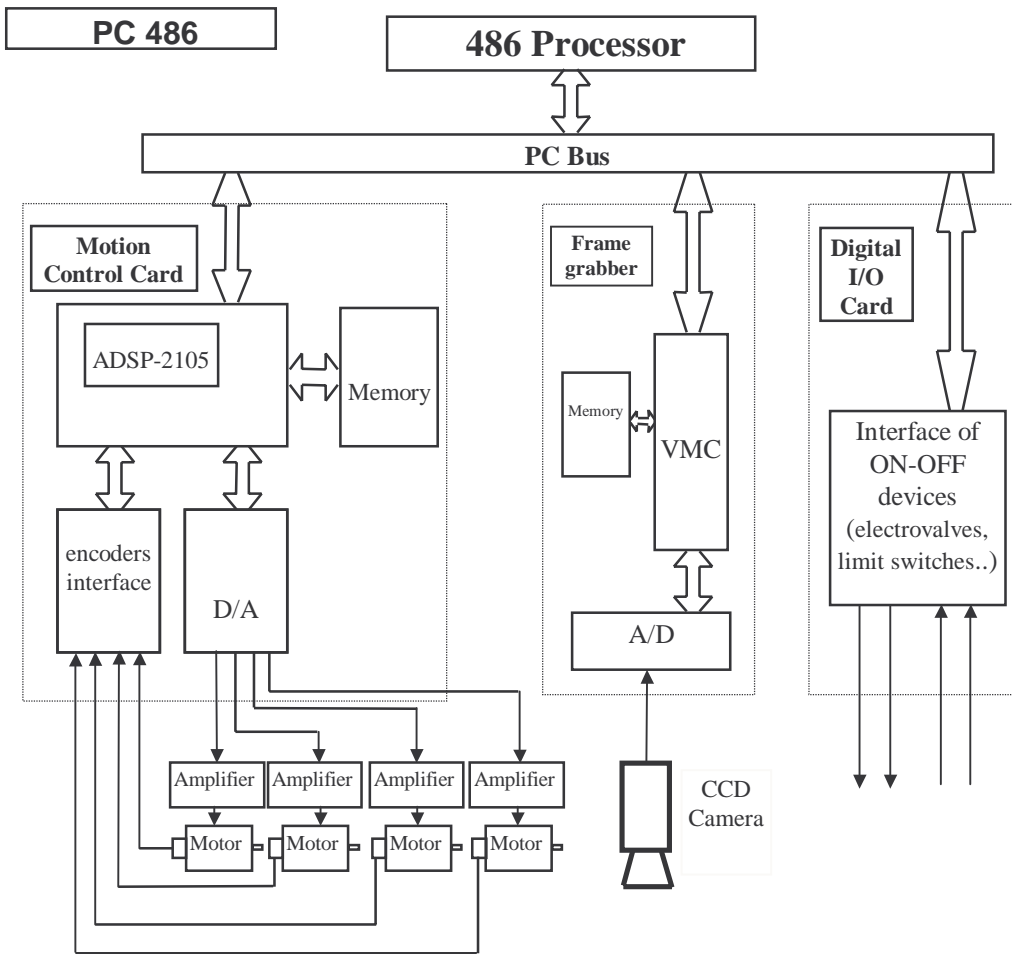 PC 486
486 Processor
PC Bus
Motion
Control Card
ADSP-2105
Memory
encoders
interface
D/A
Frame
grabber
Memory
VMC
A/D
Digital
I/O
Card
Interface of
ON-OFF
devices
(electrovalves,
limit switches..)
Amplifier
Amplifier
Amplifier
Amplifier
Motor
Motor
Motor
Motor
CCD
Camera